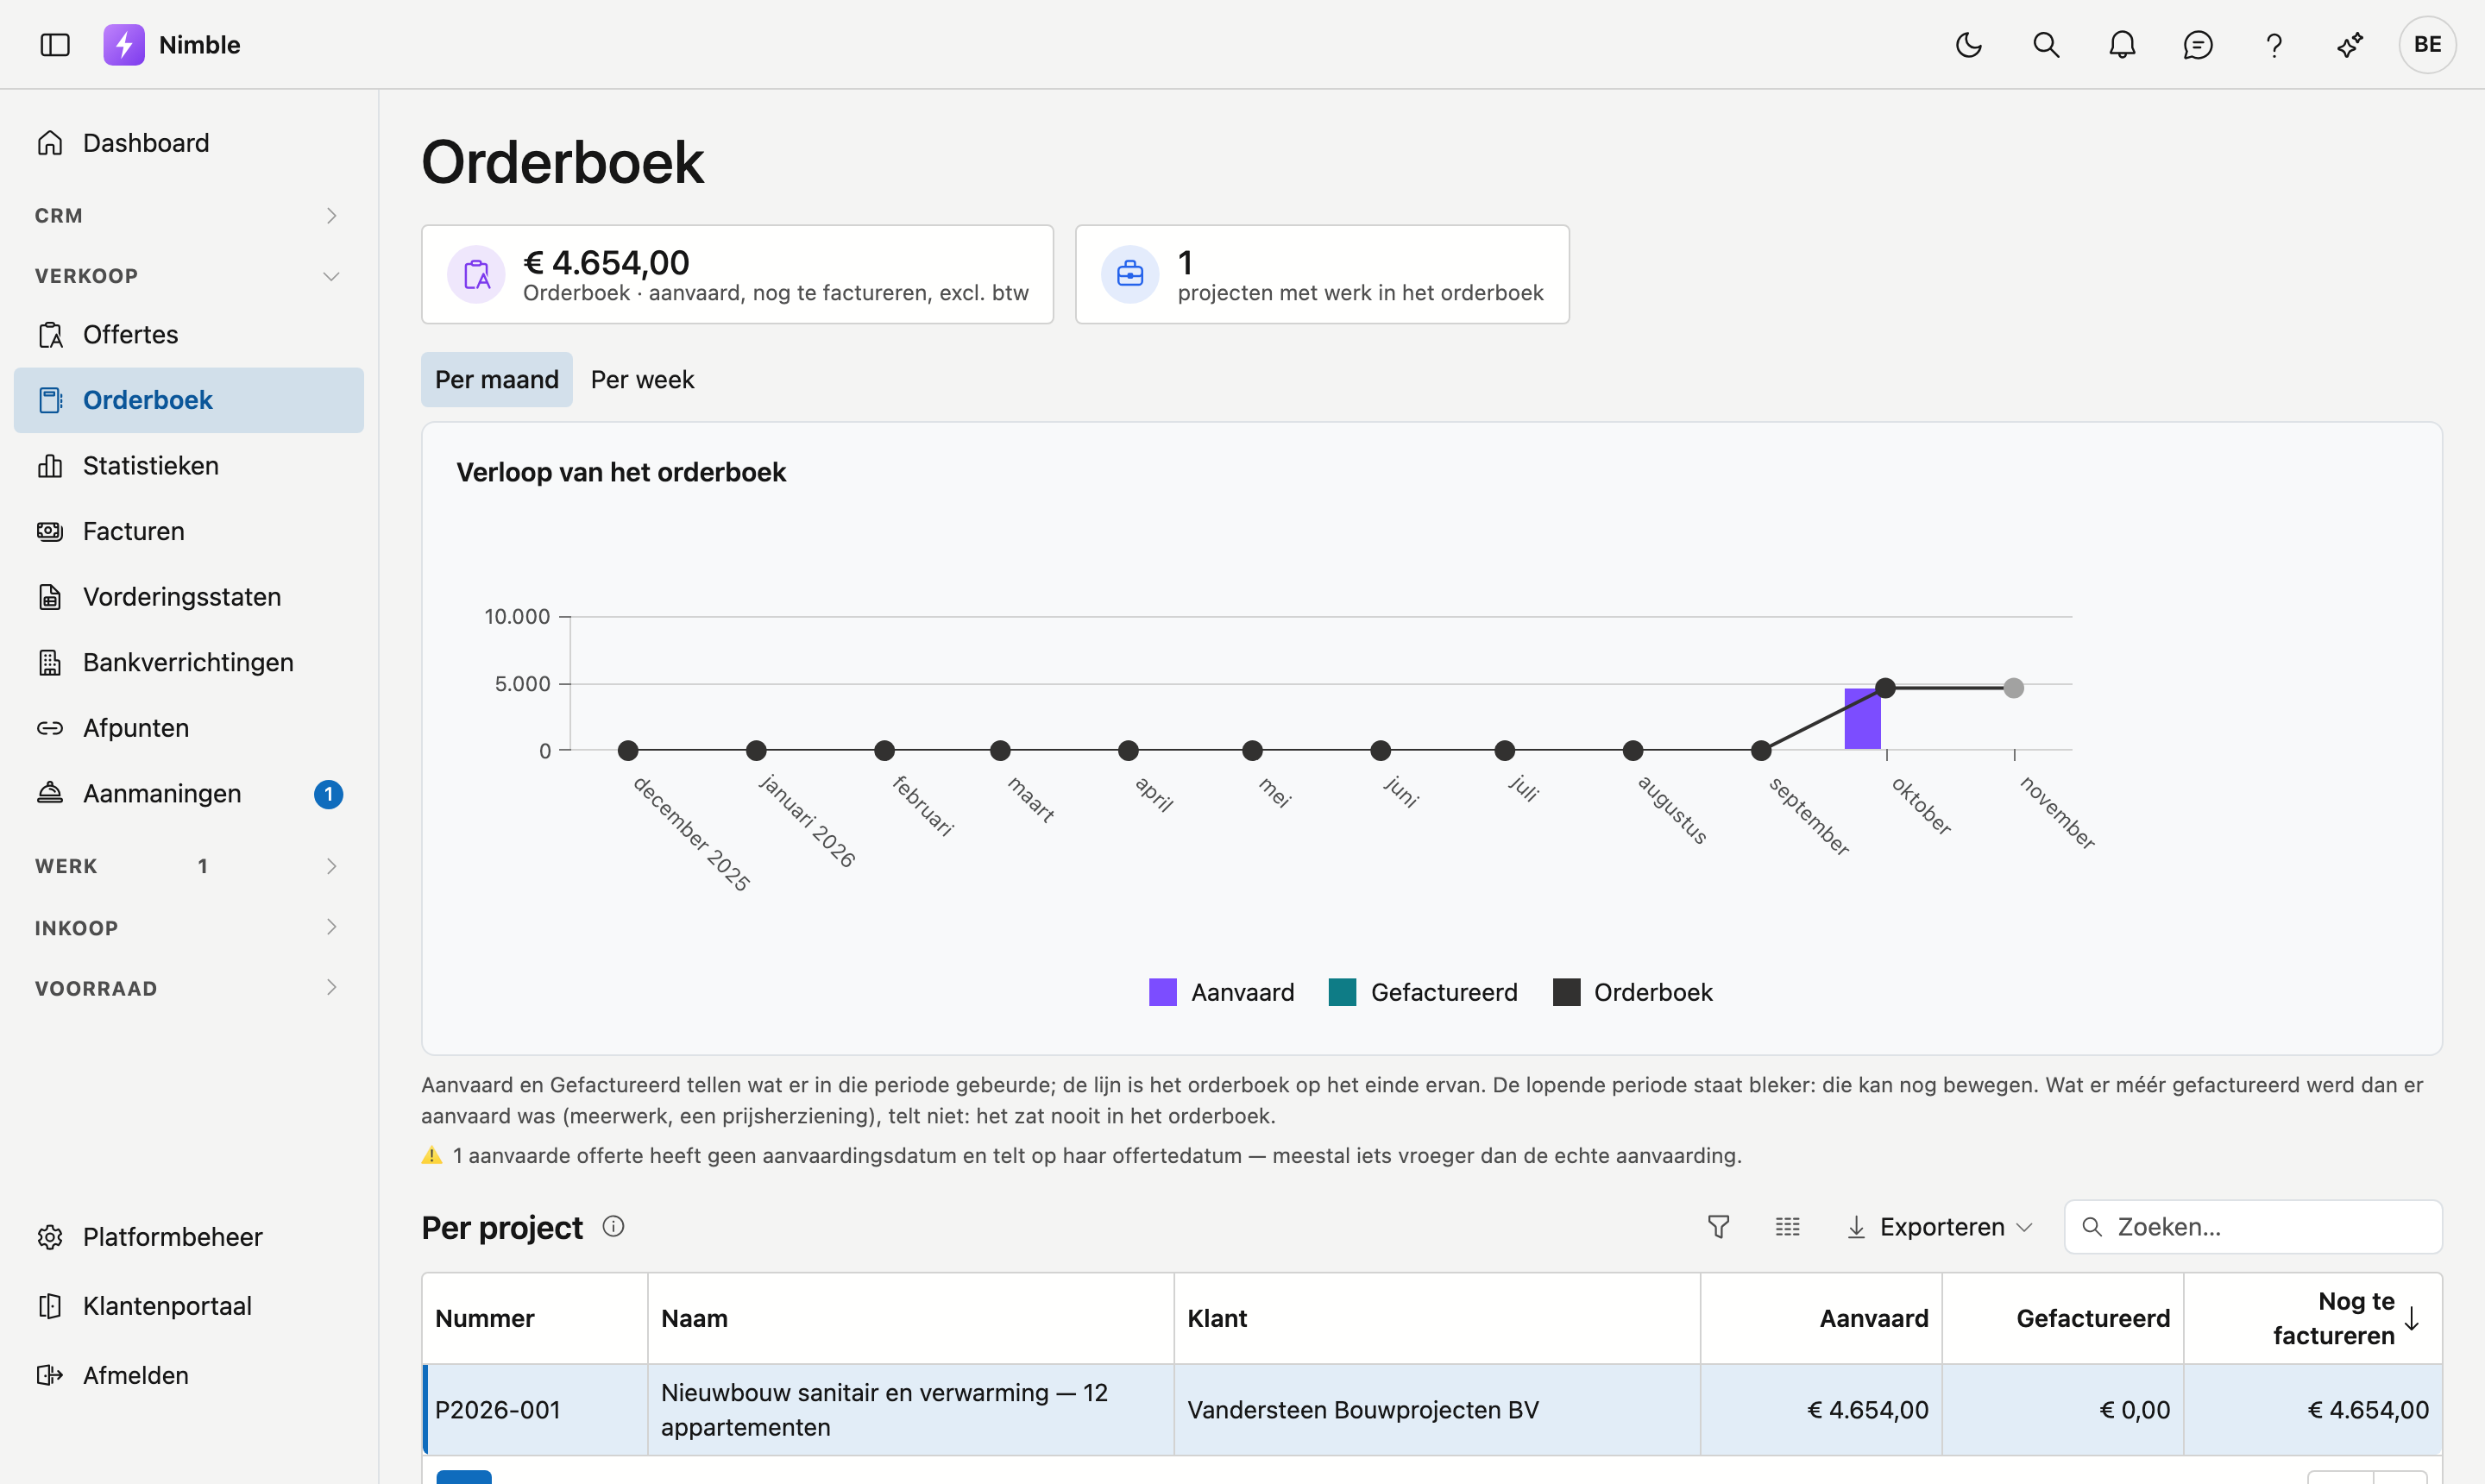 Nimble
BE
Dashboard
CRM
VERKOOP
Offertes
Orderboek
Statistieken
Facturen
Vorderingsstaten
Bankverrichtingen
Afpunten
Aanmaningen 1
WERK 1
INKOOP
VOORRAAD
Platformbeheer
Klantenportaal
Afmelden
Orderboek
€ 4.654,00
Orderboek · aanvaard, nog te factureren, excl. btw
1
projecten met werk in het orderboek
Per maand Per week
Verloop van het orderboek
10.000
5.000
0
december 2025
januari 2026
februari
maart
april
mei
juni
juli
augustus
september
oktober
november
Aanvaard Gefactureerd Orderboek
Aanvaard en Gefactureerd tellen wat er in die periode gebeurde; de lijn is het orderboek op het einde ervan. De lopende periode staat bleker: die kan nog bewegen. Wat er méér gefactureerd werd dan er
aanvaard was (meerwerk, een prijsherziening), telt niet: het zat nooit in het orderboek.
1 aanvaarde offerte heeft geen aanvaardingsdatum en telt op haar offertedatum — meestal iets vroeger dan de echte aanvaarding.
Per project
Exporteren
Zoeken...
Nummer Naam Klant Aanvaard Gefactureerd Nog te
factureren
P2026-001 Nieuwbouw sanitair en verwarming — 12
appartementen Vandersteen Bouwprojecten BV € 4.654,00 € 0,00 € 4.654,00